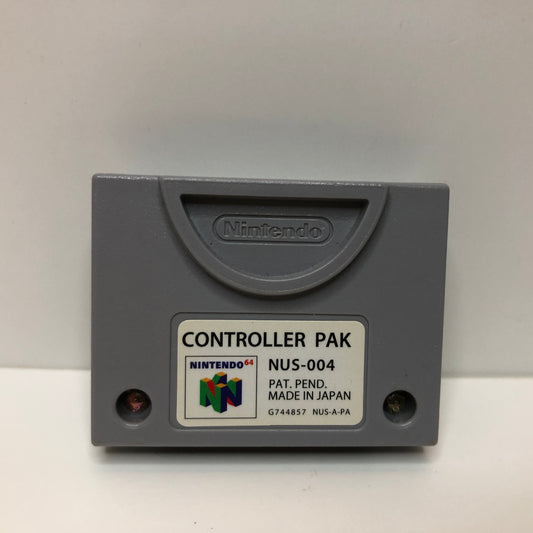 Nintendo
CONTROLLER PAK
NINTENDO64
NUS-004
PAT. PEND.
MADE IN JAPAN
G744857 NUS-A-PA